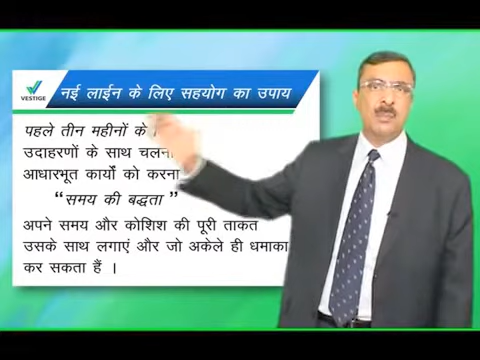 VESTIGE
नई लाईन के लिए सहयोग का उपाय
पहले तीन महीनों के
उदाहरणों के साथ चलना
आधारभूत कार्यों को करना
“समय की बद्धता ”
अपने समय और कोशिश की पूरी ताकत
उसके साथ लगाएं और जो अकेले ही धमाका
कर सकता हैं ।